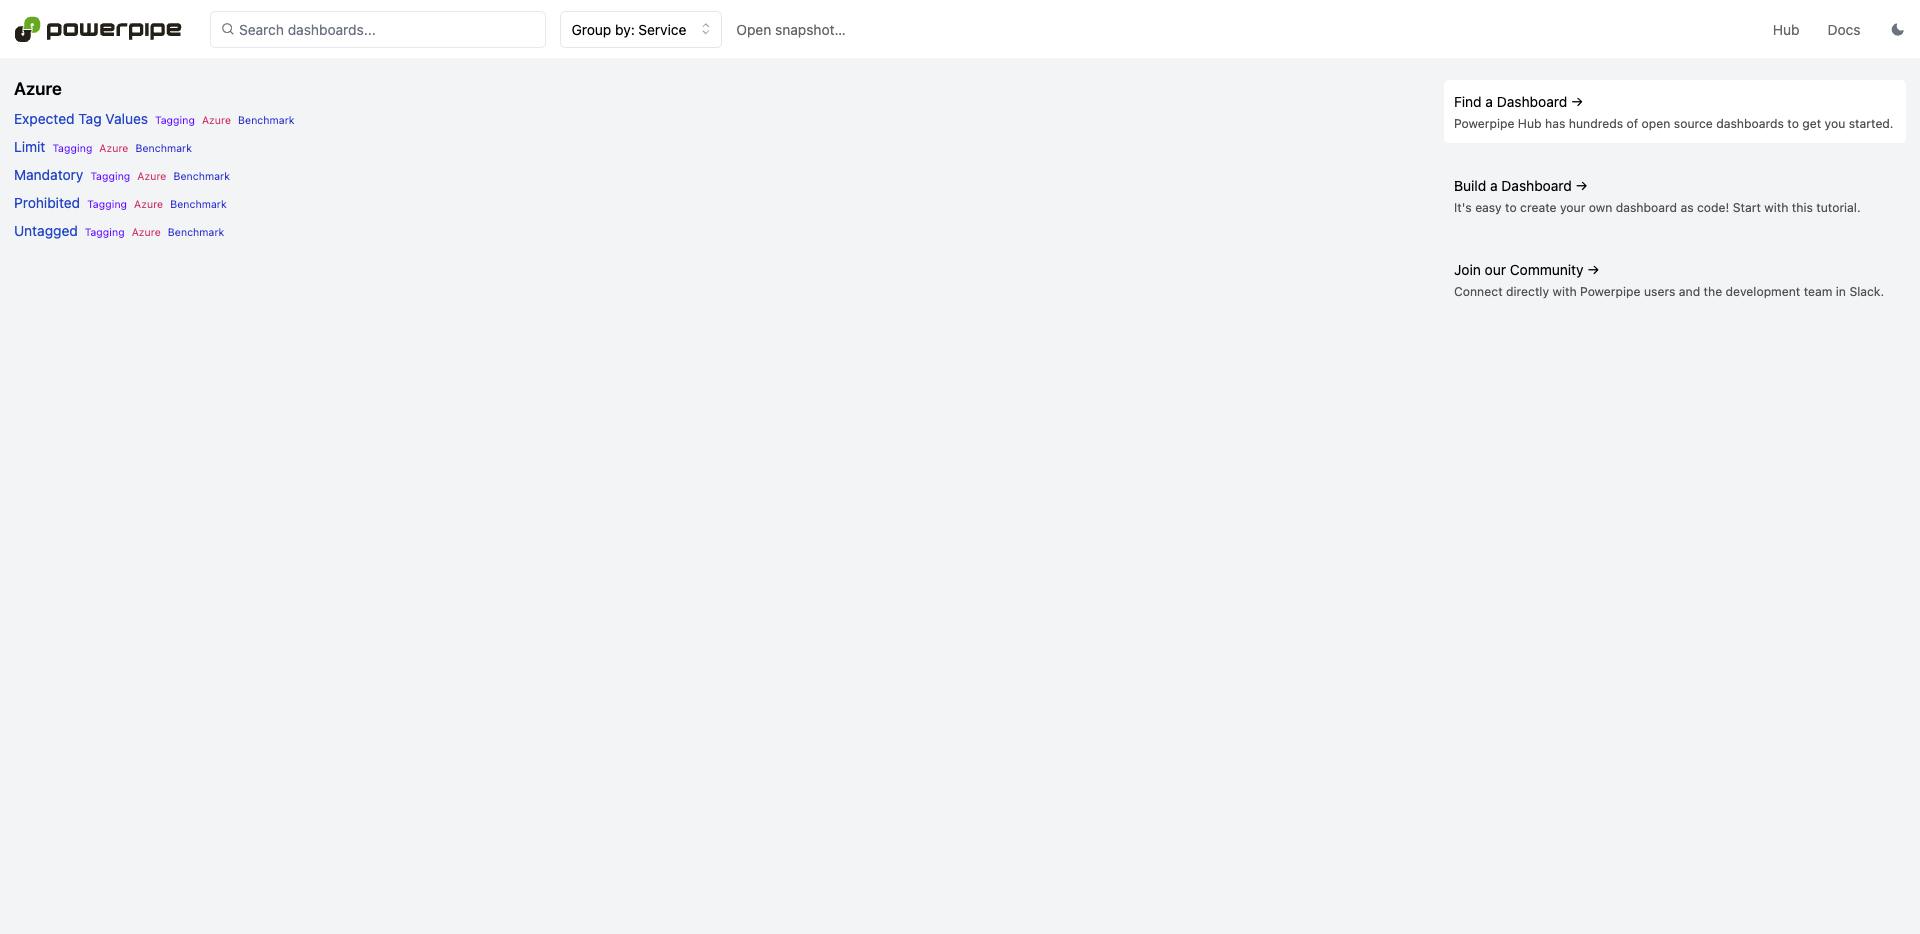 powerpipe Search dashboards... Group by: Service Open snapshot... Hub Docs
Azure
Expected Tag Values Tagging Azure Benchmark
Limit Tagging Azure Benchmark
Mandatory Tagging Azure Benchmark
Prohibited Tagging Azure Benchmark
Untagged Tagging Azure Benchmark
Find a Dashboard →
Powerpipe Hub has hundreds of open source dashboards to get you started.
Build a Dashboard →
It's easy to create your own dashboard as code! Start with this tutorial.
Join our Community →
Connect directly with Powerpipe users and the development team in Slack.